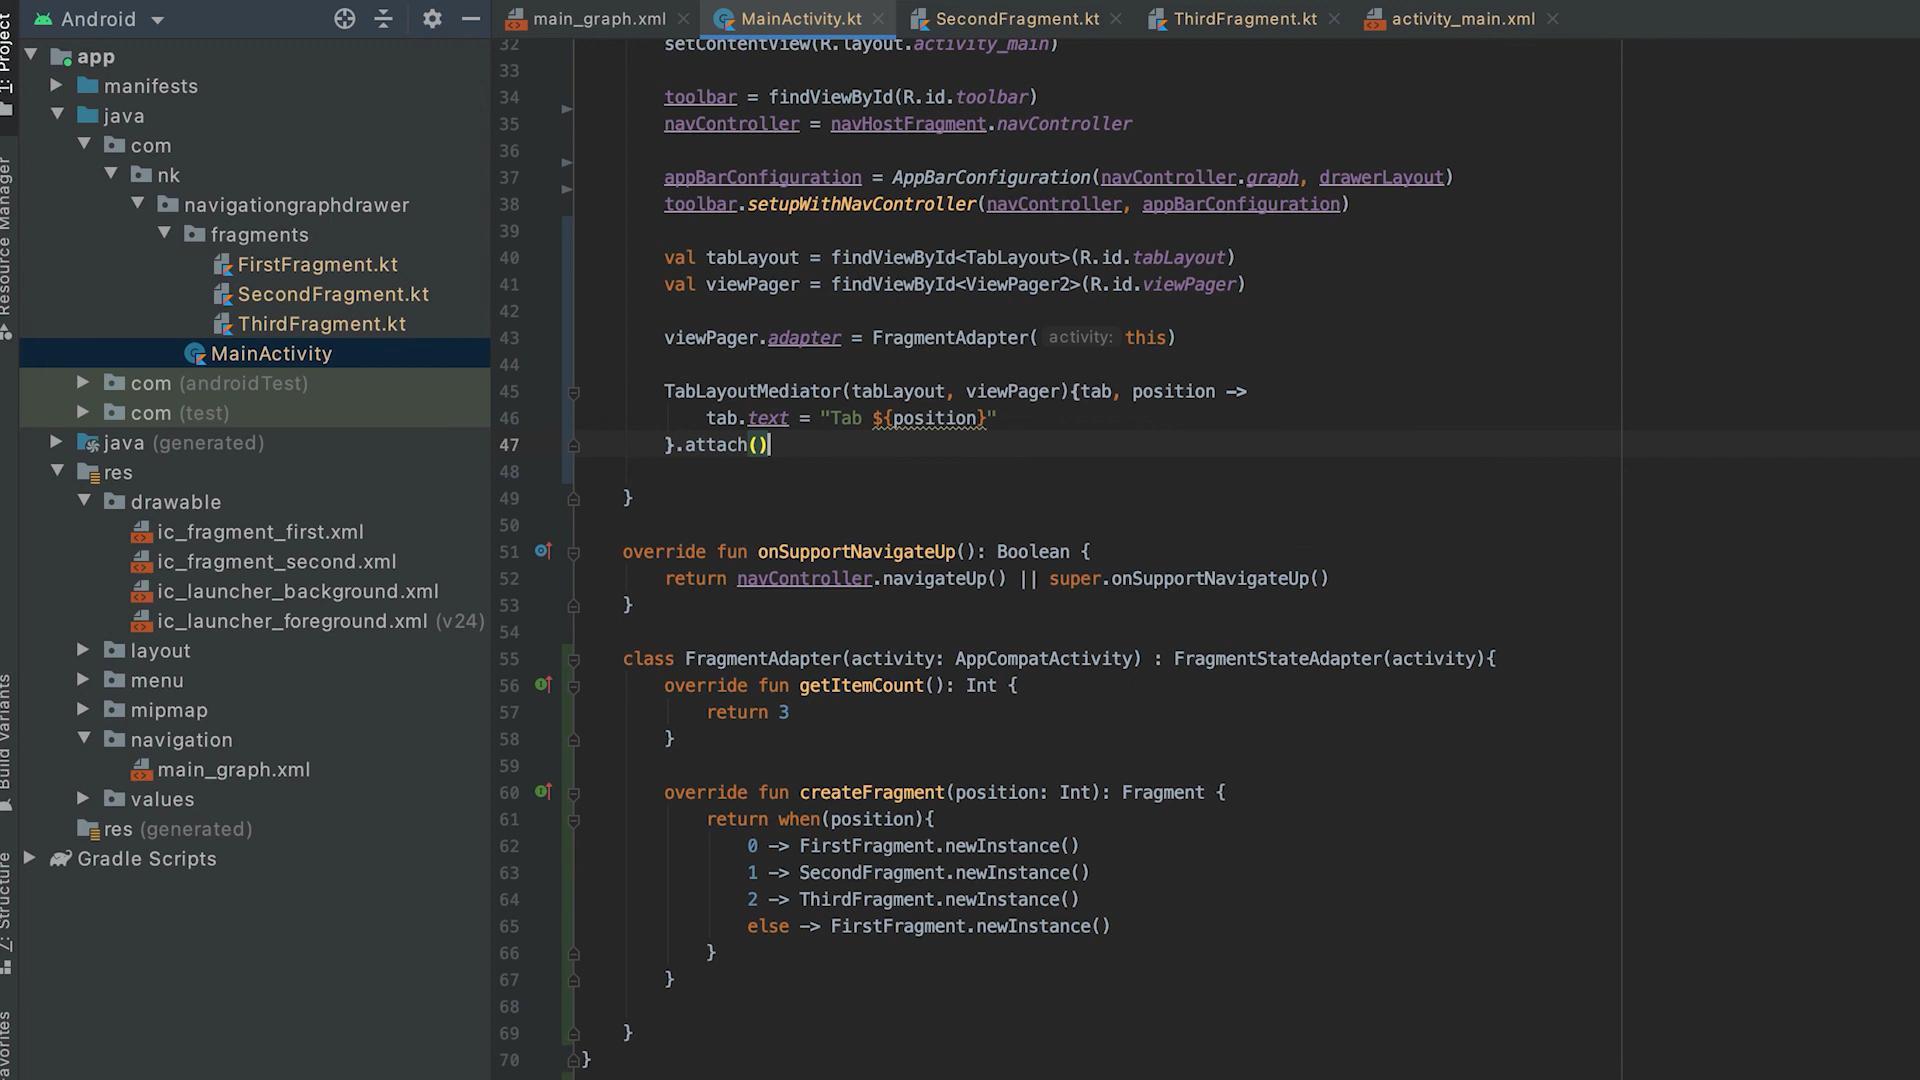 Android
main_graph.xml
MainActivity.kt
SecondFragment.kt
ThirdFragment.kt
activity_main.xml
1: Project
Resource Manager
Build Variants
7: Structure
app
manifests
java
com
nk
navigationgraphdrawer
fragments
FirstFragment.kt
SecondFragment.kt
ThirdFragment.kt
MainActivity
com (androidTest)
com (test)
java (generated)
res
drawable
ic_fragment_first.xml
ic_fragment_second.xml
ic_launcher_background.xml
ic_launcher_foreground.xml (v24)
layout
menu
mipmap
navigation
main_graph.xml
values
res (generated)
Gradle Scripts
32 setContentView(R.layout.activity_main)
33
34 toolbar = findViewById(R.id.toolbar)
35 navController = navHostFragment.navController
36
37 appBarConfiguration = AppBarConfiguration(navController.graph, drawerLayout)
38 toolbar.setupWithNavController(navController, appBarConfiguration)
39
40 val tabLayout = findViewById<TabLayout>(R.id.tabLayout)
41 val viewPager = findViewById<ViewPager2>(R.id.viewPager)
42
43 viewPager.adapter = FragmentAdapter( activity: this)
44
45 TabLayoutMediator(tabLayout, viewPager){tab, position ->
46 tab.text = "Tab ${position}"
47 }.attach()
48
49 }
50
51 override fun onSupportNavigateUp(): Boolean {
52 return navController.navigateUp() || super.onSupportNavigateUp()
53 }
54
55 class FragmentAdapter(activity: AppCompatActivity) : FragmentStateAdapter(activity){
56 override fun getItemCount(): Int {
57 return 3
58 }
59
60 override fun createFragment(position: Int): Fragment {
61 return when(position){
62 0 -> FirstFragment.newInstance()
63 1 -> SecondFragment.newInstance()
64 2 -> ThirdFragment.newInstance()
65 else -> FirstFragment.newInstance()
66 }
67 }
68
69 }
70 }